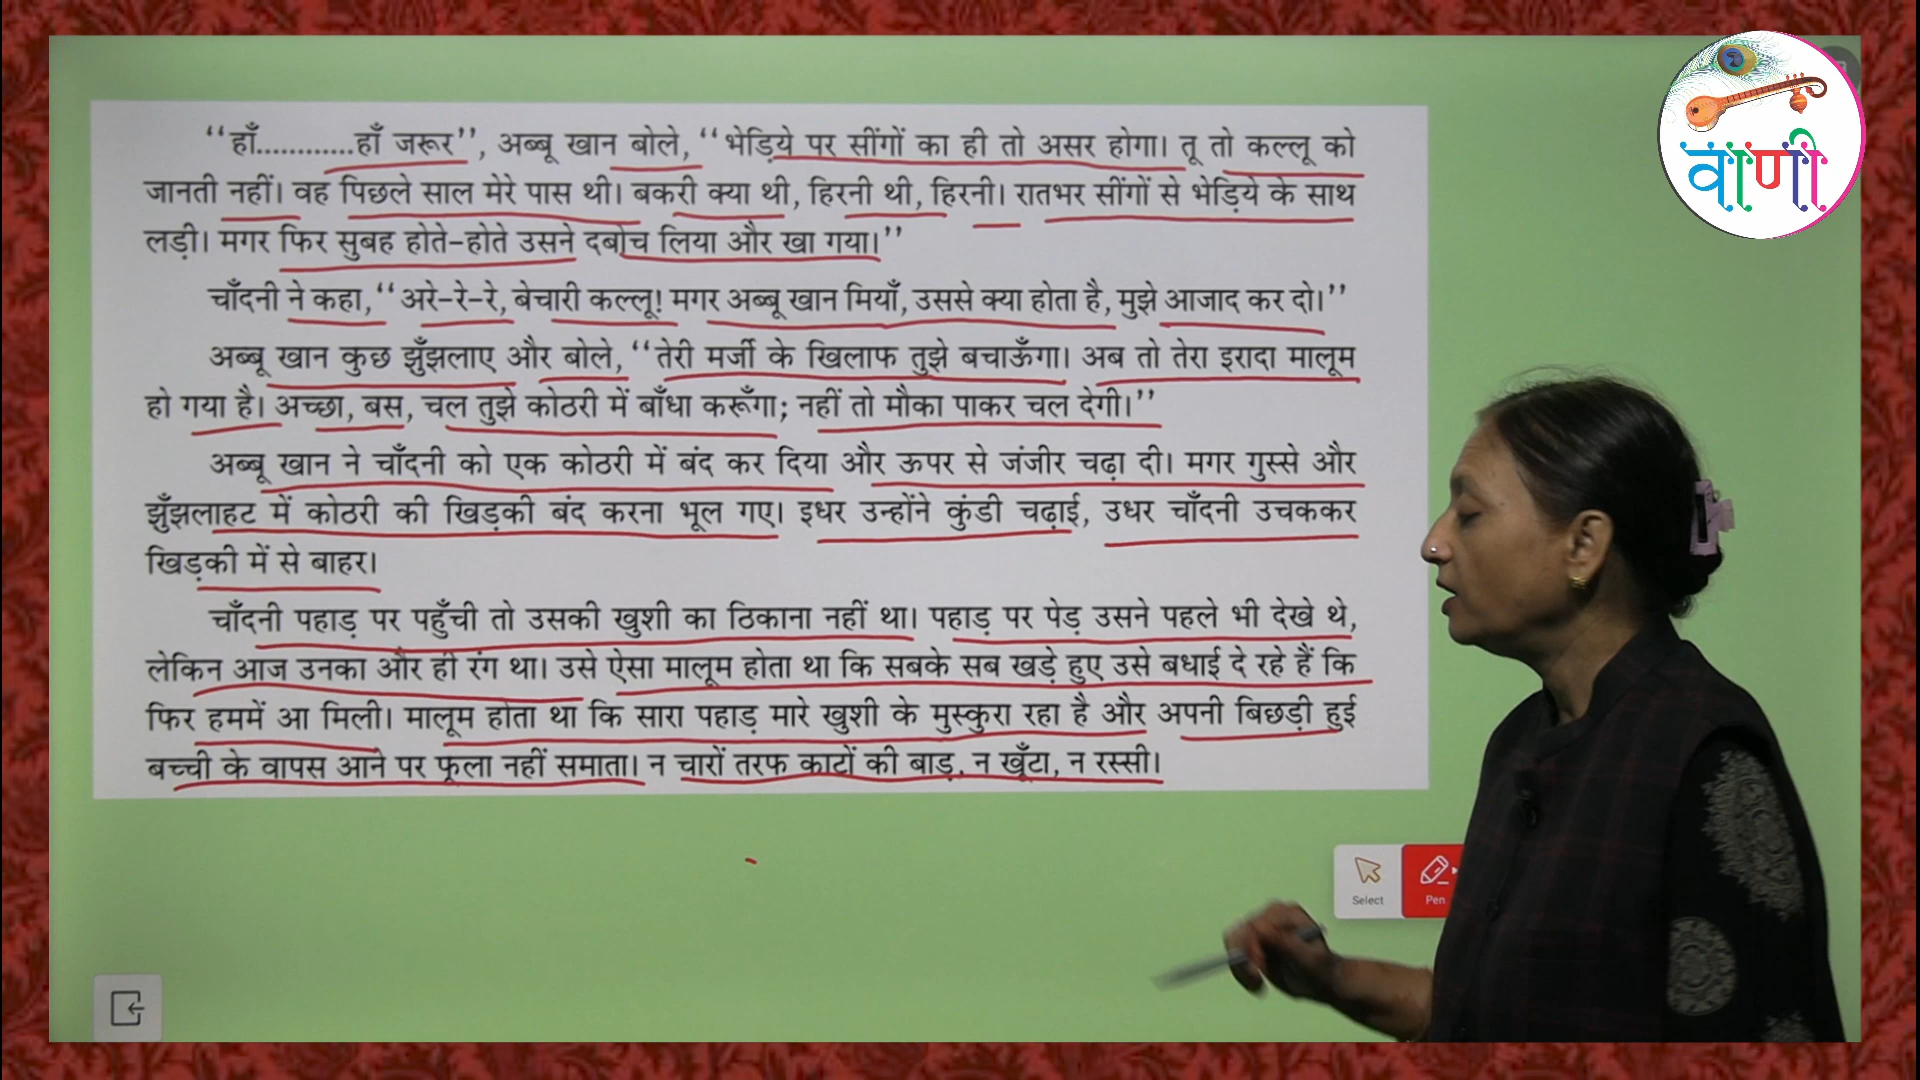 ‘‘हाँ............हाँ जरूर’’, अब्बू खान बोले, ‘‘भेड़िये पर सींगों का ही तो असर होगा। तू तो कल्लू को
जानती नहीं। वह पिछले साल मेरे पास थी। बकरी क्या थी, हिरनी थी, हिरनी। रातभर सींगों से भेड़िये के साथ
लड़ी। मगर फिर सुबह होते-होते उसने दबोच लिया और खा गया।’’
चाँदनी ने कहा, ‘‘अरे-रे-रे, बेचारी कल्लू! मगर अब्बू खान मियाँ, उससे क्या होता है, मुझे आजाद कर दो।’’
अब्बू खान कुछ झुँझलाए और बोले, ‘‘तेरी मर्जी के खिलाफ तुझे बचाऊँगा। अब तो तेरा इरादा मालूम
हो गया है। अच्छा, बस, चल तुझे कोठरी में बाँधा करूँगा; नहीं तो मौका पाकर चल देगी।’’
अब्बू खान ने चाँदनी को एक कोठरी में बंद कर दिया और ऊपर से जंजीर चढ़ा दी। मगर गुस्से और
झुँझलाहट में कोठरी की खिड़की बंद करना भूल गए। इधर उन्होंने कुंडी चढ़ाई, उधर चाँदनी उचककर
खिड़की में से बाहर।
चाँदनी पहाड़ पर पहुँची तो उसकी खुशी का ठिकाना नहीं था। पहाड़ पर पेड़ उसने पहले भी देखे थे,
लेकिन आज उनका और ही रंग था। उसे ऐसा मालूम होता था कि सबके सब खड़े हुए उसे बधाई दे रहे हैं कि
फिर हममें आ मिली। मालूम होता था कि सारा पहाड़ मारे खुशी के मुस्कुरा रहा है और अपनी बिछड़ी हुई
बच्ची के वापस आने पर फूला नहीं समाता। न चारों तरफ काटों की बाड़, न खूँटा, न रस्सी।
वाणी
Select
Pen